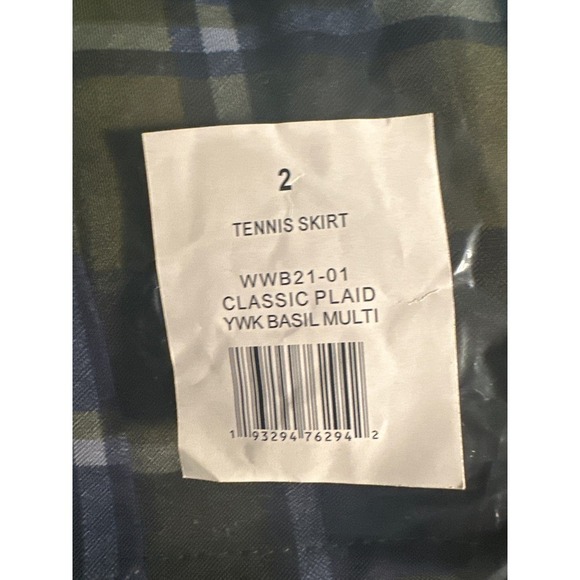 2
TENNIS SKIRT
WWB21-01
CLASSIC PLAID
YWK BASIL MULTI
1 93294 76294 2